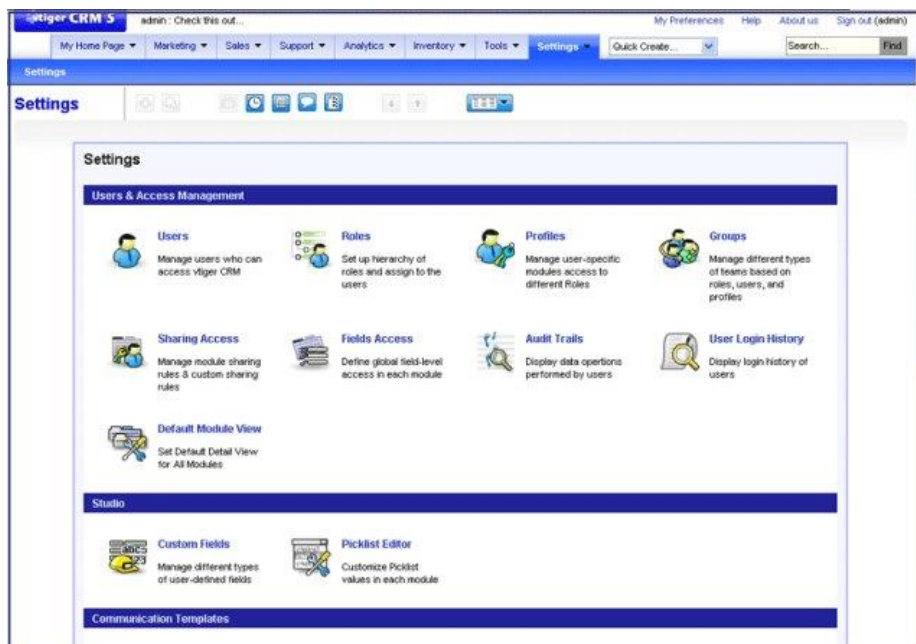 vtiger CRM 5 admin : Check this out... My Preferences Help About us Sign out (admin)
My Home Page Marketing Sales Support Analytics Inventory Tools Settings Quick Create... Search... Find
Settings
Settings
Settings
Users & Access Management
Users
Manage users who can
access vtiger CRM
Roles
Set up hierarchy of
roles and assign to the
users
Profiles
Manage user-specific
modules access to
different Roles
Groups
Manage different types
of teams based on
roles, users, and
profiles
Sharing Access
Manage module sharing
rules & custom sharing
rules
Fields Access
Define global field-level
access in each module
Audit Trails
Display data opertions
performed by users
User Login History
Display login history of
users
Default Module View
Set Default Detail View
for All Modules
Studio
Custom Fields
Manage different types
of user-defined fields
Picklist Editor
Customize Picklist
values in each module
Communication Templates